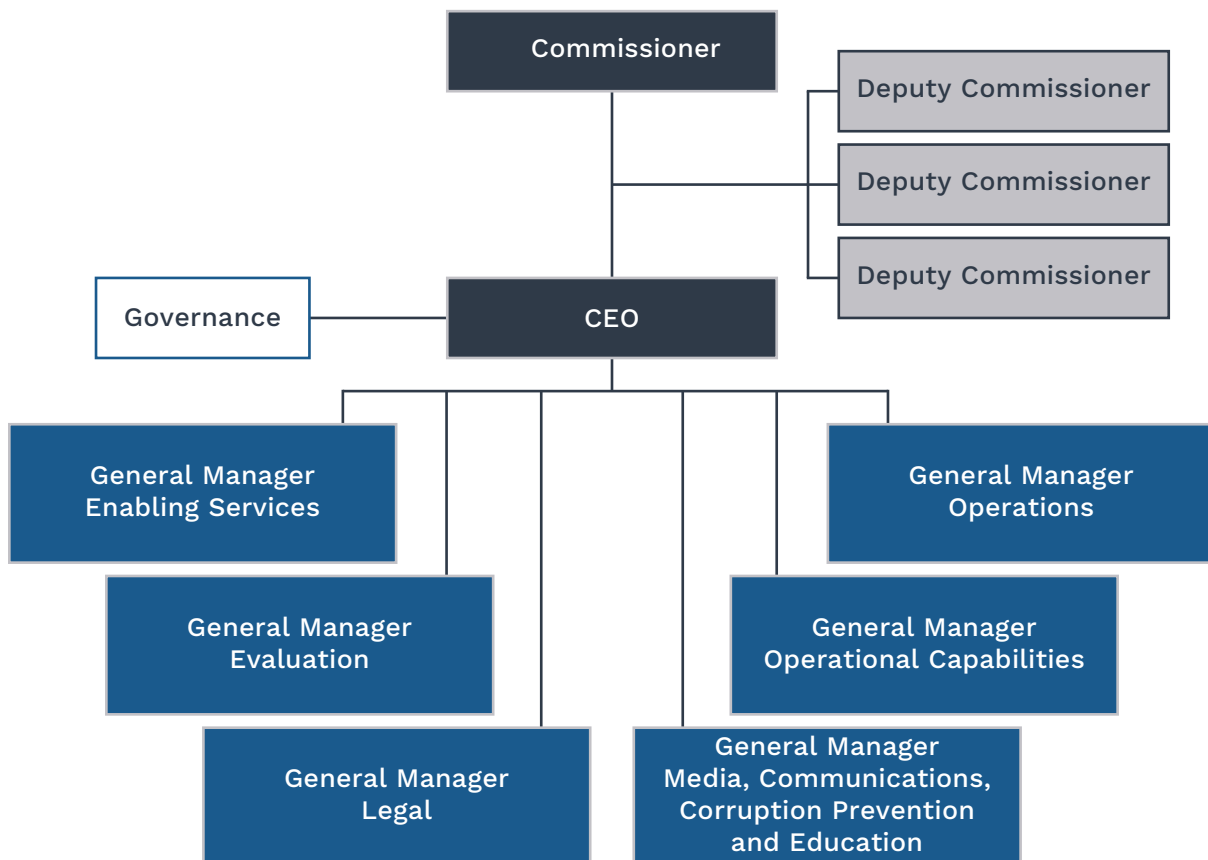 Commissioner
Deputy Commissioner
Deputy Commissioner
Deputy Commissioner
Governance
CEO
General Manager
Enabling Services
General Manager
Operations
General Manager
Evaluation
General Manager
Operational Capabilities
General Manager
Legal
General Manager
Media, Communications,
Corruption Prevention
and Education